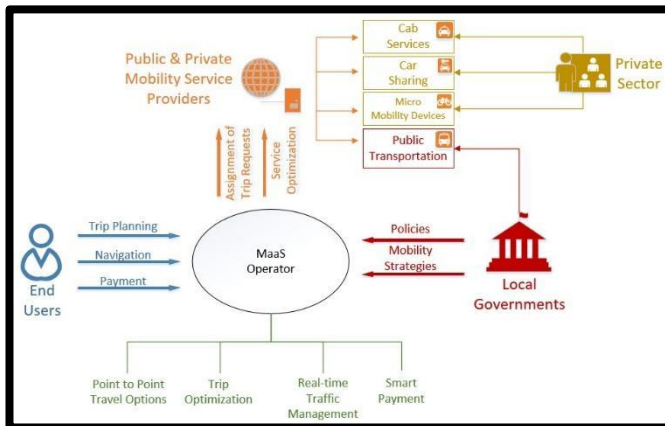 Public & Private
Mobility Service
Providers
Cab
Services
Car
Sharing
Micro
Mobility Devices
Public
Transportation
Private
Sector
Assignment of
Trip Requests
Service
Optimization
Trip Planning
Navigation
Payment
End
Users
MaaS
Operator
Policies
Mobility
Strategies
Local
Governments
Point to Point
Travel Options
Trip
Optimization
Real-time
Traffic
Management
Smart
Payment